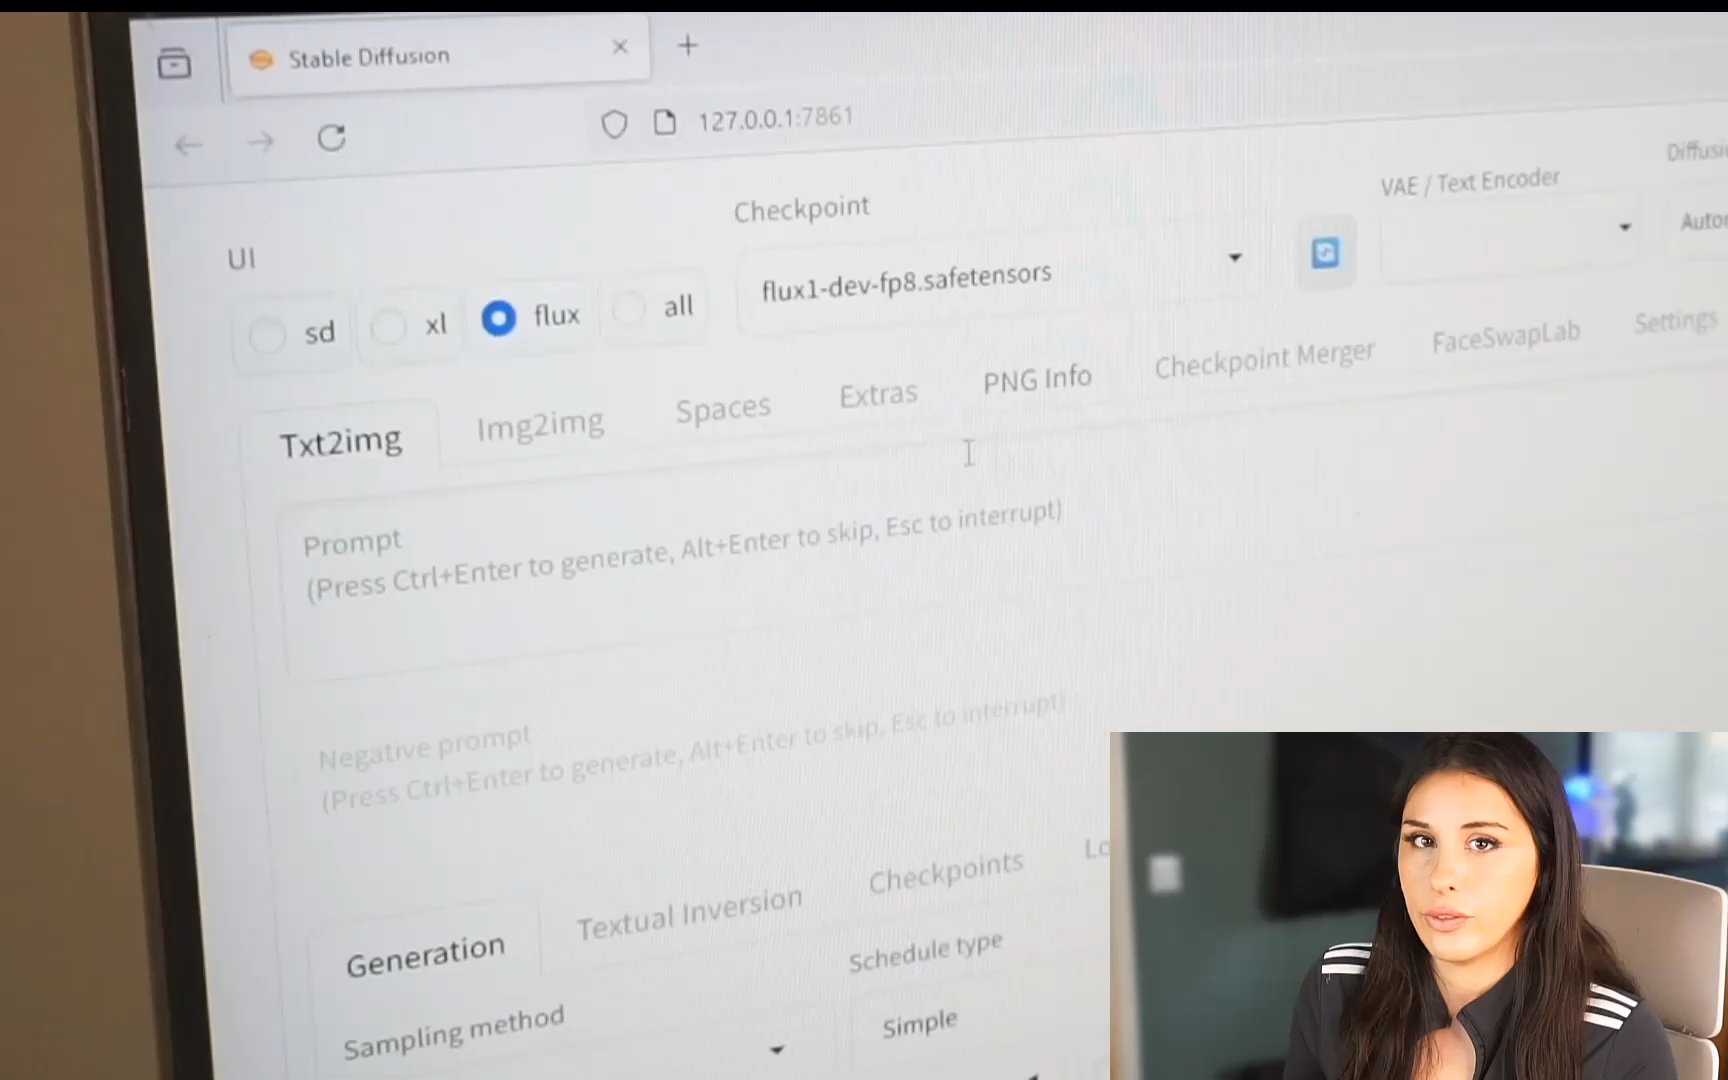 Stable Diffusion
127.0.0.1:7861
UI
sd
xl
flux
all
Checkpoint
flux1-dev-fp8.safetensors
VAE / Text Encoder
Txt2img
Img2img
Spaces
Extras
PNG Info
Checkpoint Merger
FaceSwapLab
Settings
Prompt
(Press Ctrl+Enter to generate, Alt+Enter to skip, Esc to interrupt)
Negative prompt
(Press Ctrl+Enter to generate, Alt+Enter to skip, Esc to interrupt)
Generation
Textual Inversion
Checkpoints
Sampling method
Schedule type
Simple